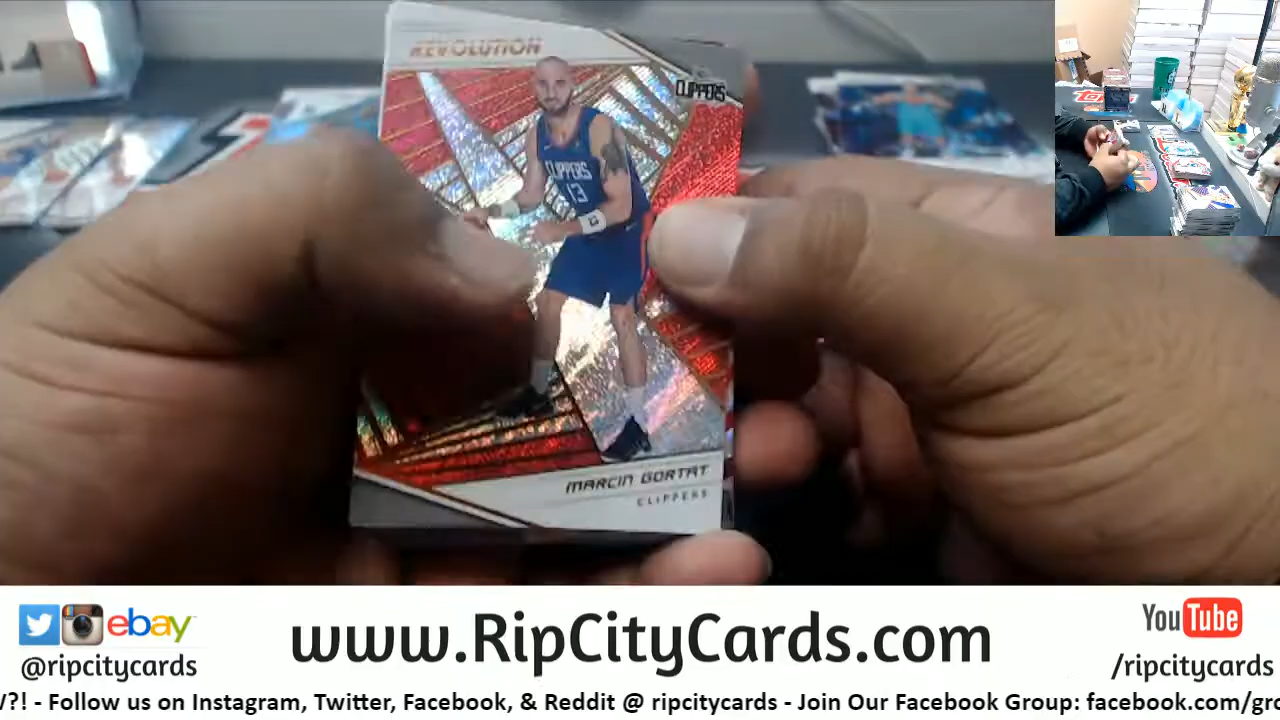 REVOLUTION
CLIPPERS
CLIPPERS
13
MARCIN GORTAT
CLIPPERS
ebay
@ripcitycards
www.RipCityCards.com
YouTube
/ripcitycards
/?! - Follow us on Instagram, Twitter, Facebook, & Reddit @ ripcitycards - Join Our Facebook Group: facebook.com/gro